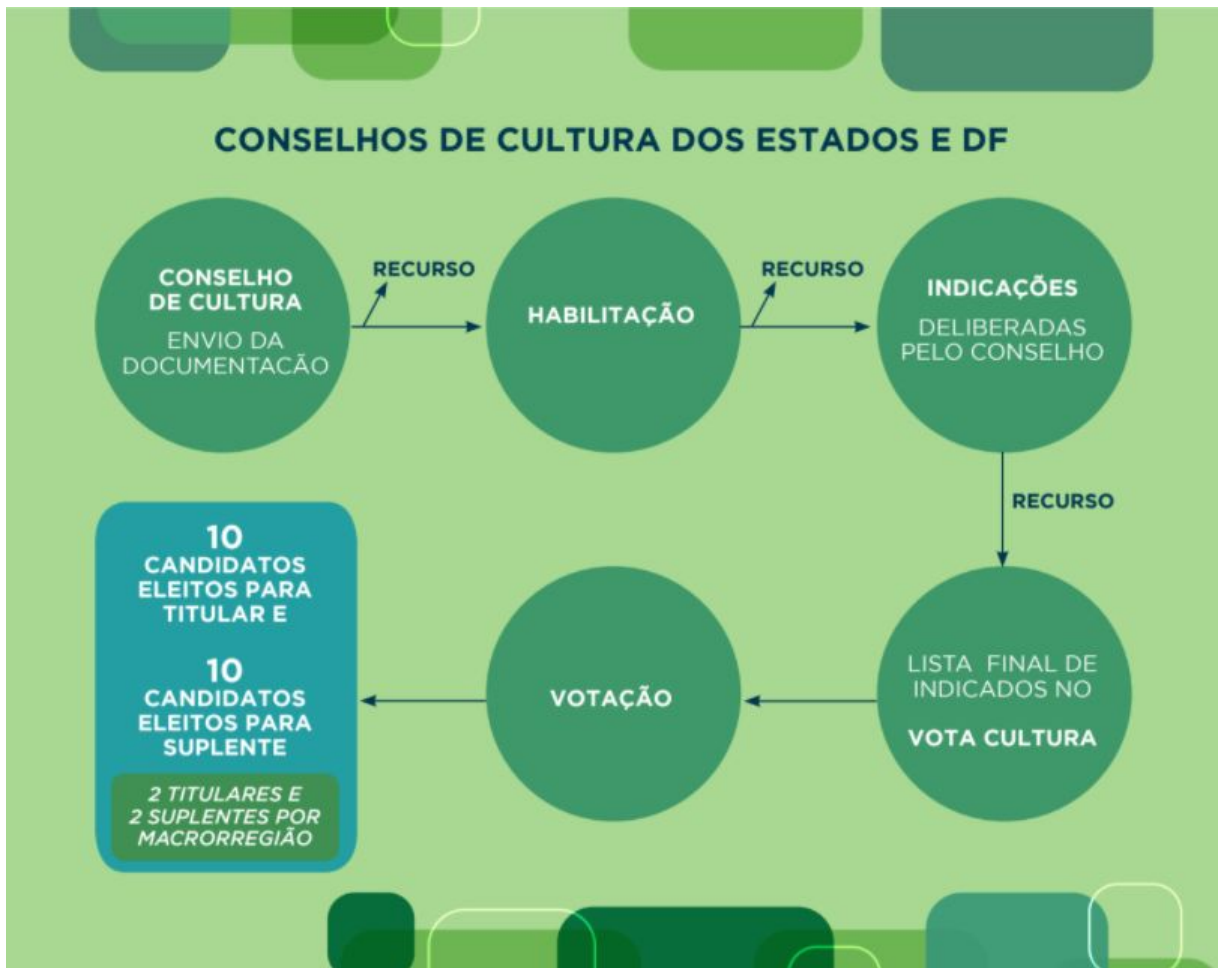 CONSELHOS DE CULTURA DOS ESTADOS E DF
CONSELHO
DE CULTURA
ENVIO DA
DOCUMENTACÃO
RECURSO
HABILITAÇÃO
RECURSO
INDICAÇÕES
DELIBERADAS
PELO CONSELHO
RECURSO
LISTA FINAL DE
INDICADOS NO
VOTA CULTURA
VOTAÇÃO
10
CANDIDATOS
ELEITOS PARA
TITULAR E
10
CANDIDATOS
ELEITOS PARA
SUPLENTE
2 TITULARES E
2 SUPLENTES POR
MACRORREGIÃO